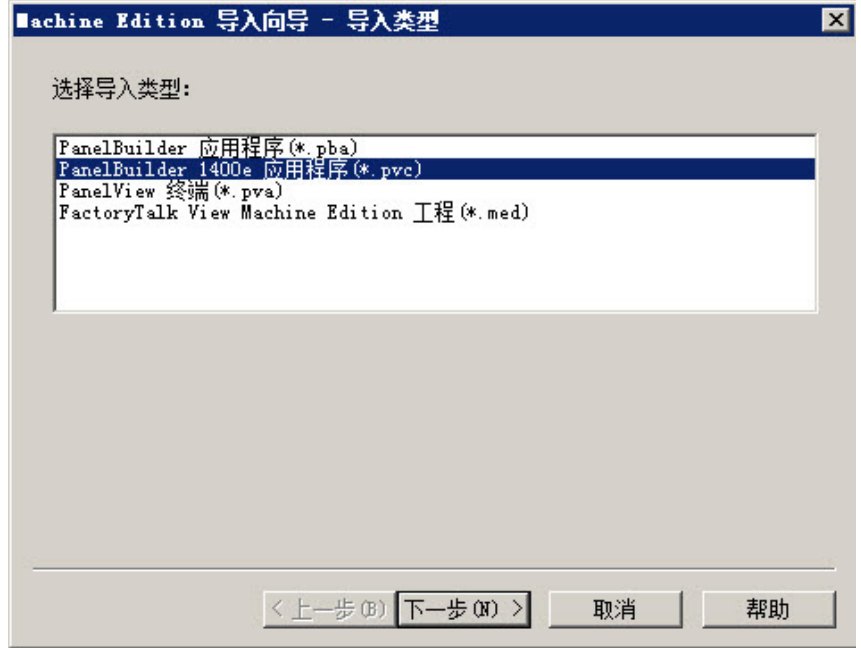 Machine Edition 导入向导 - 导入类型
选择导入类型:
PanelBuilder 应用程序(*.pba)
PanelBuilder 1400e 应用程序(*.pvc)
PanelView 终端(*.pva)
FactoryTalk View Machine Edition 工程(*.med)
< 上一步(B) 下一步(N) > 取消 帮助